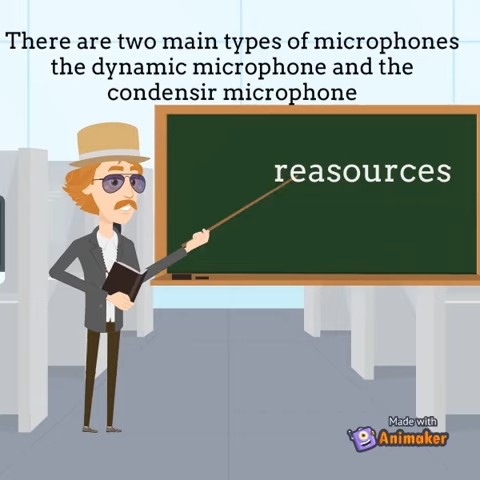 There are two main types of microphones
the dynamic microphone and the
condensir microphone
reasources
Made with
Animaker